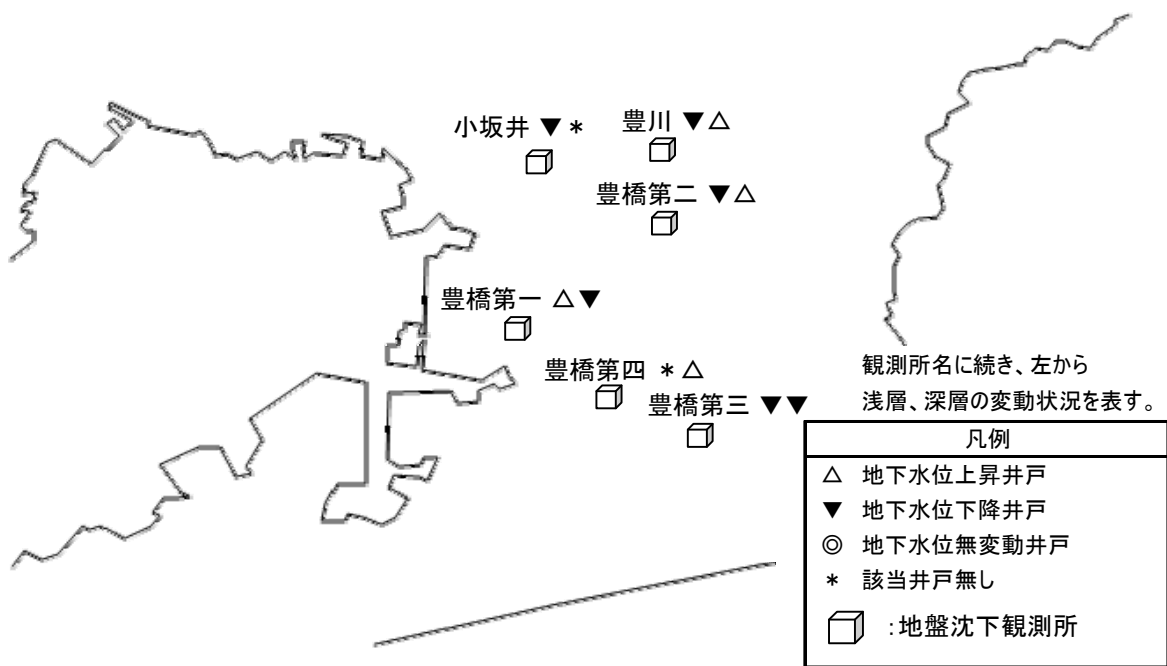 小坂井 ▼ *
豊川 ▼△
豊橋第二 ▼△
豊橋第一 △▼
豊橋第四 * △
豊橋第三 ▼▼
観測所名に続き、左から
浅層、深層の変動状況を表す。
凡例
△ 地下水位上昇井戸
▼ 地下水位下降井戸
◎ 地下水位無変動井戸
* 該当井戸無し
:地盤沈下観測所